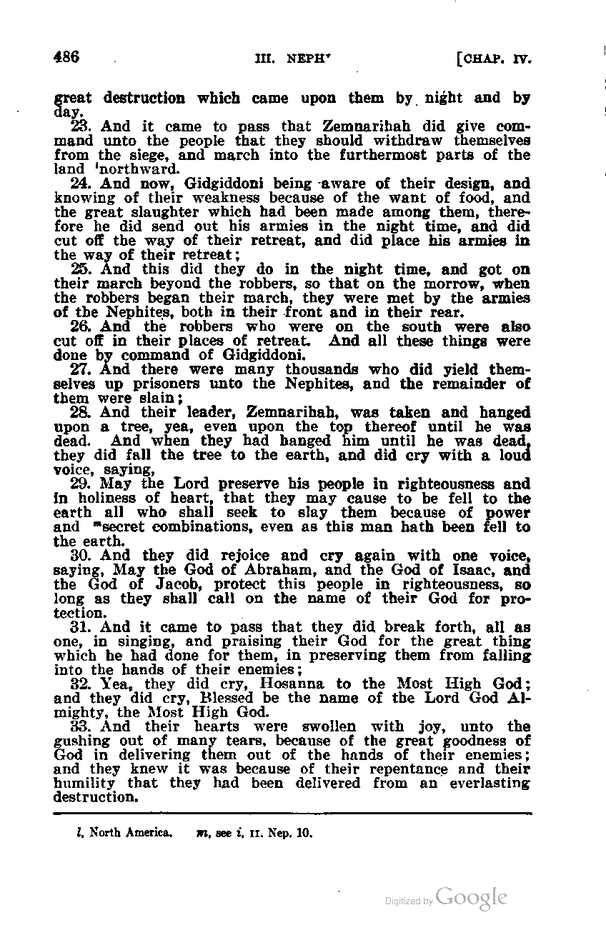 486 III. NEPHI [CHAP. IV.
great destruction which came upon them by night and by
day.
23. And it came to pass that Zemnarihah did give com-
mand unto the people that they should withdraw themselves
from the siege, and march into the furthermost parts of the
land ˡnorthward.
24. And now, Gidgiddoni being aware of their design, and
knowing of their weakness because of the want of food, and
the great slaughter which had been made among them, there-
fore he did send out his armies in the night time, and did
cut off the way of their retreat, and did place his armies in
the way of their retreat;
25. And this did they do in the night time, and got on
their march beyond the robbers, so that on the morrow, when
the robbers began their march, they were met by the armies
of the Nephites, both in their front and in their rear.
26. And the robbers who were on the south were also
cut off in their places of retreat. And all these things were
done by command of Gidgiddoni.
27. And there were many thousands who did yield them-
selves up prisoners unto the Nephites, and the remainder of
them were slain;
28. And their leader, Zemnarihah, was taken and hanged
upon a tree, yea, even upon the top thereof until he was
dead. And when they had hanged him until he was dead,
they did fall the tree to the earth, and did cry with a loud
voice, saying,
29. May the Lord preserve his people in righteousness and
in holiness of heart, that they may cause to be fell to the
earth all who shall seek to slay them because of power
and ᵐsecret combinations, even as this man hath been fell to
the earth.
30. And they did rejoice and cry again with one voice,
saying, May the God of Abraham, and the God of Isaac, and
the God of Jacob, protect this people in righteousness, so
long as they shall call on the name of their God for pro-
tection.
31. And it came to pass that they did break forth, all as
one, in singing, and praising their God for the great thing
which he had done for them, in preserving them from falling
into the hands of their enemies;
32. Yea, they did cry, Hosanna to the Most High God;
and they did cry, Blessed be the name of the Lord God Al-
mighty, the Most High God.
33. And their hearts were swollen with joy, unto the
gushing out of many tears, because of the great goodness of
God in delivering them out of the hands of their enemies;
and they knew it was because of their repentance and their
humility that they had been delivered from an everlasting
destruction.
l, North America. m, see i, II. Nep. 10.
Digitized by Google